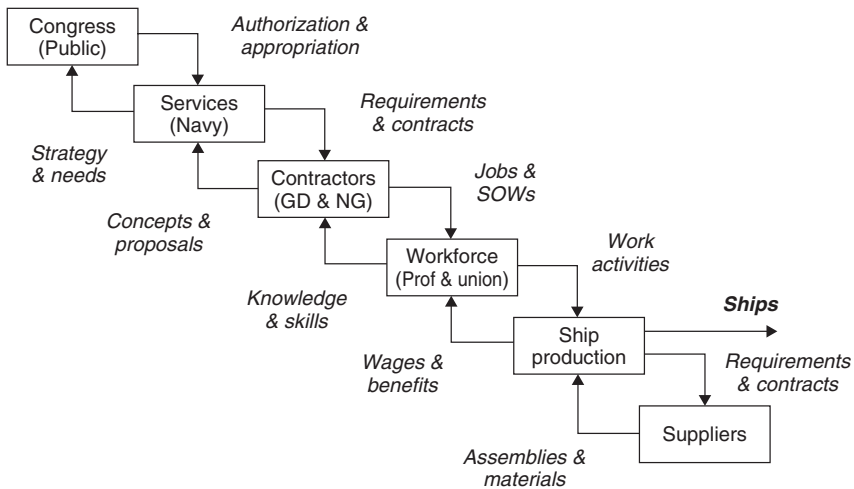 Congress
(Public)
Authorization &
appropriation
Services
(Navy)
Requirements
& contracts
Strategy
& needs
Contractors
(GD & NG)
Jobs &
SOWs
Concepts &
proposals
Workforce
(Prof & union)
Work
activities
Knowledge
& skills
Ships
Ship
production
Wages &
benefits
Requirements
& contracts
Suppliers
Assemblies &
materials